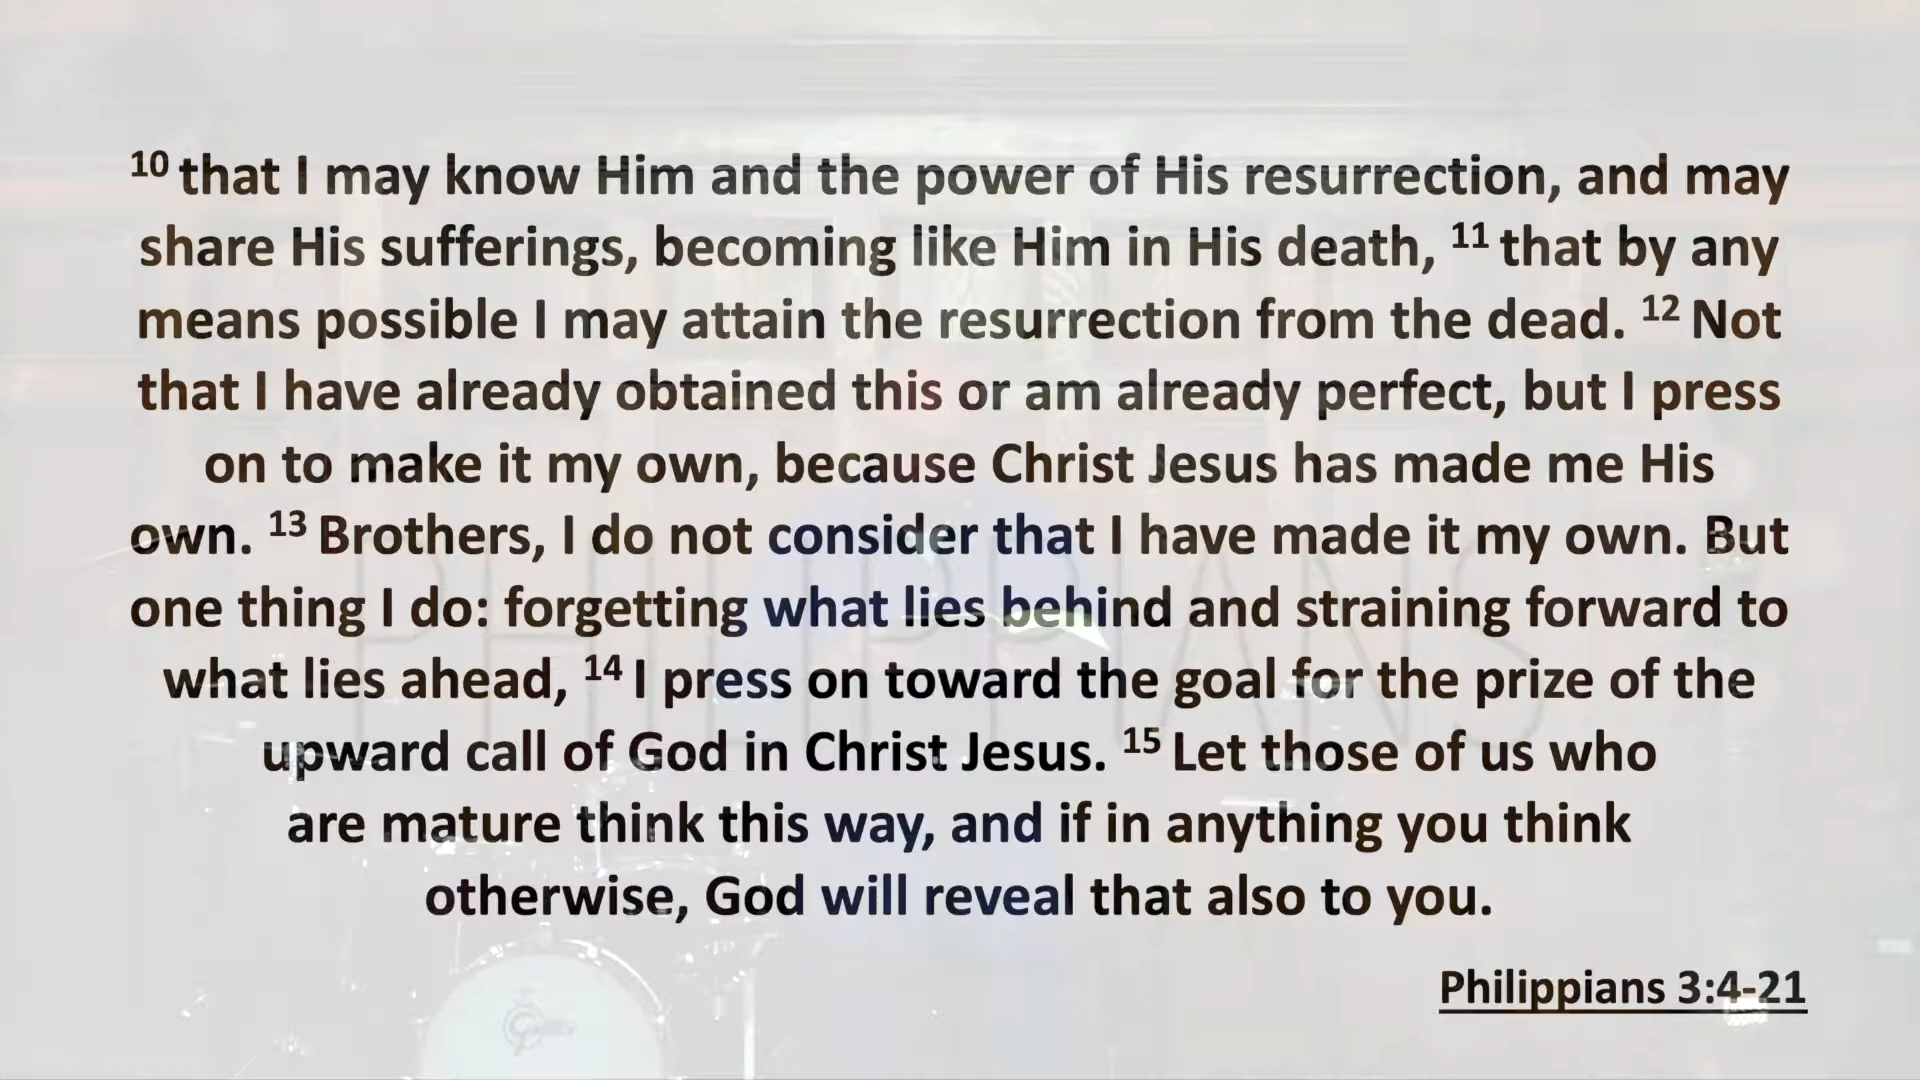 10 that I may know Him and the power of His resurrection, and may
share His sufferings, becoming like Him in His death, 11 that by any
means possible I may attain the resurrection from the dead. 12 Not
that I have already obtained this or am already perfect, but I press
on to make it my own, because Christ Jesus has made me His
own. 13 Brothers, I do not consider that I have made it my own. But
one thing I do: forgetting what lies behind and straining forward to
what lies ahead, 14 I press on toward the goal for the prize of the
upward call of God in Christ Jesus. 15 Let those of us who
are mature think this way, and if in anything you think
otherwise, God will reveal that also to you.
Philippians 3:4-21
PHILIPPIANS
Gretsch